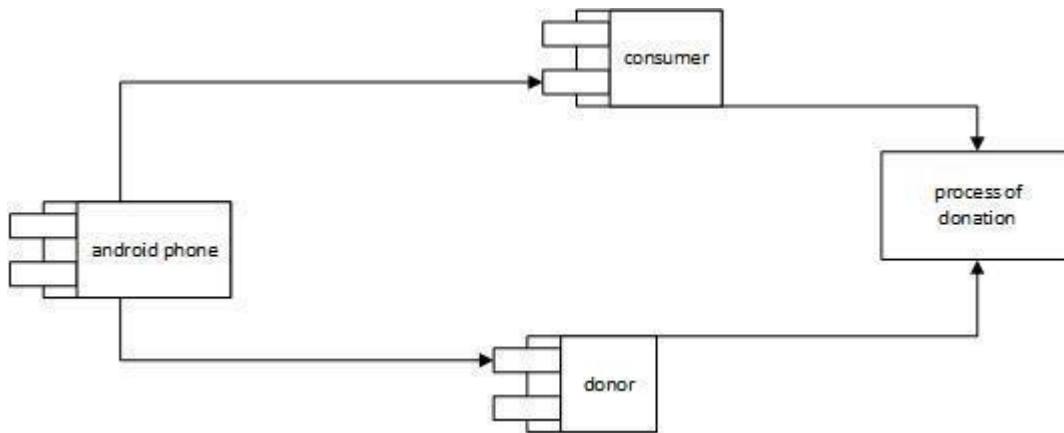 consumer
process of
donation
android phone
donor